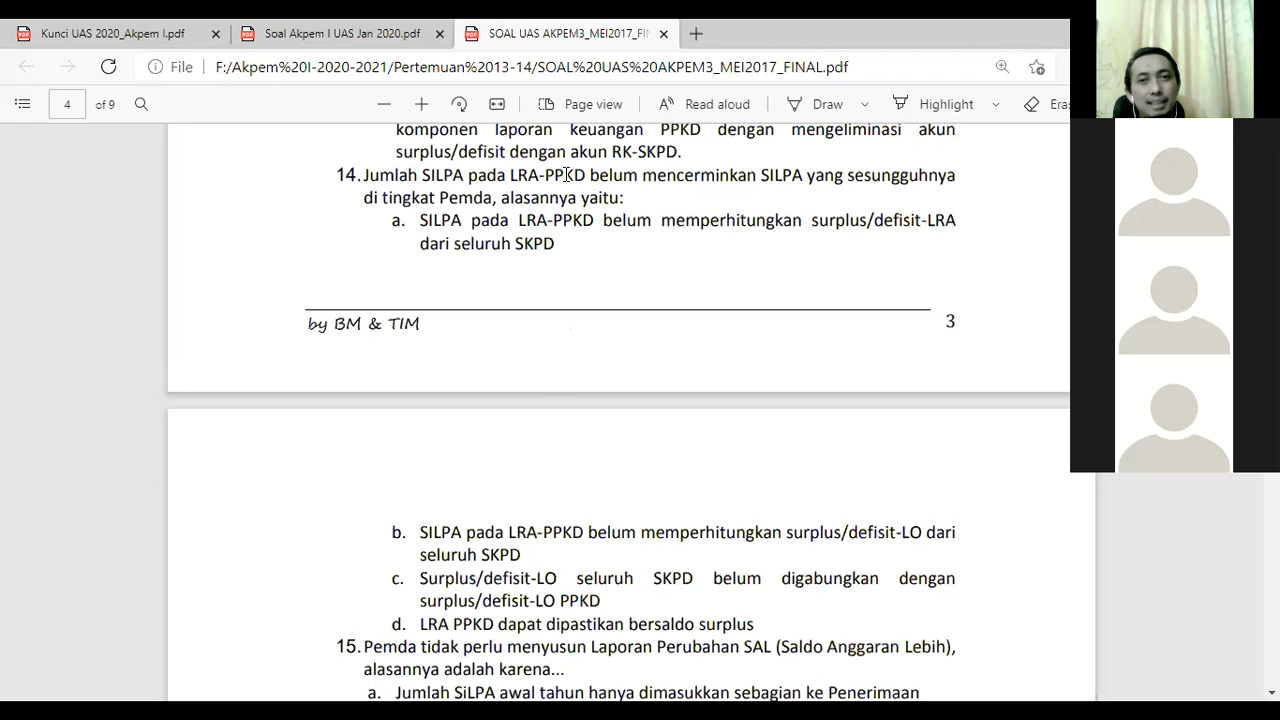 Kunci UAS 2020_Akpem I.pdf
Soal Akpem I UAS Jan 2020.pdf
SOAL UAS AKPEM3_MEI2017_FIN
File
F:/Akpem%20I-2020-2021/Pertemuan%2013-14/SOAL%20UAS%20AKPEM3_MEI2017_FINAL.pdf
4 of 9
Page view
Read aloud
Draw
Highlight
Eras
komponen laporan keuangan PPKD dengan mengeliminasi akun
surplus/defisit dengan akun RK-SKPD.
14. Jumlah SILPA pada LRA-PPKD belum mencerminkan SILPA yang sesungguhnya
di tingkat Pemda, alasannya yaitu:
a. SILPA pada LRA-PPKD belum memperhitungkan surplus/defisit-LRA
dari seluruh SKPD
by BM & TIM
3
b. SILPA pada LRA-PPKD belum memperhitungkan surplus/defisit-LO dari
seluruh SKPD
c. Surplus/defisit-LO seluruh SKPD belum digabungkan dengan
surplus/defisit-LO PPKD
d. LRA PPKD dapat dipastikan bersaldo surplus
15. Pemda tidak perlu menyusun Laporan Perubahan SAL (Saldo Anggaran Lebih),
alasannya adalah karena...
a. Jumlah SiLPA awal tahun hanya dimasukkan sebagian ke Penerimaan